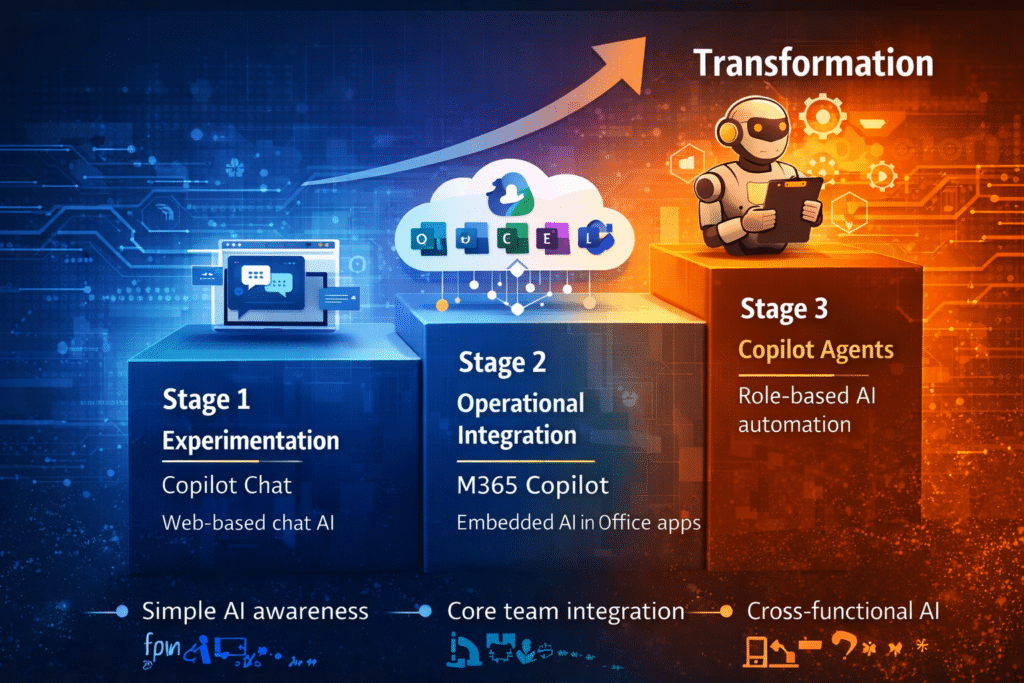 Transformation
Q
C
E
L
Stage 1
Experimentation
Copilot Chat
Web-based chat AI
Stage 2
Operational
Integration
M365 Copilot
Embedded AI in Office apps
Stage 3
Copilot Agents
Role-based AI
automation
Simple AI awareness
Core team integration
Cross-functional AI